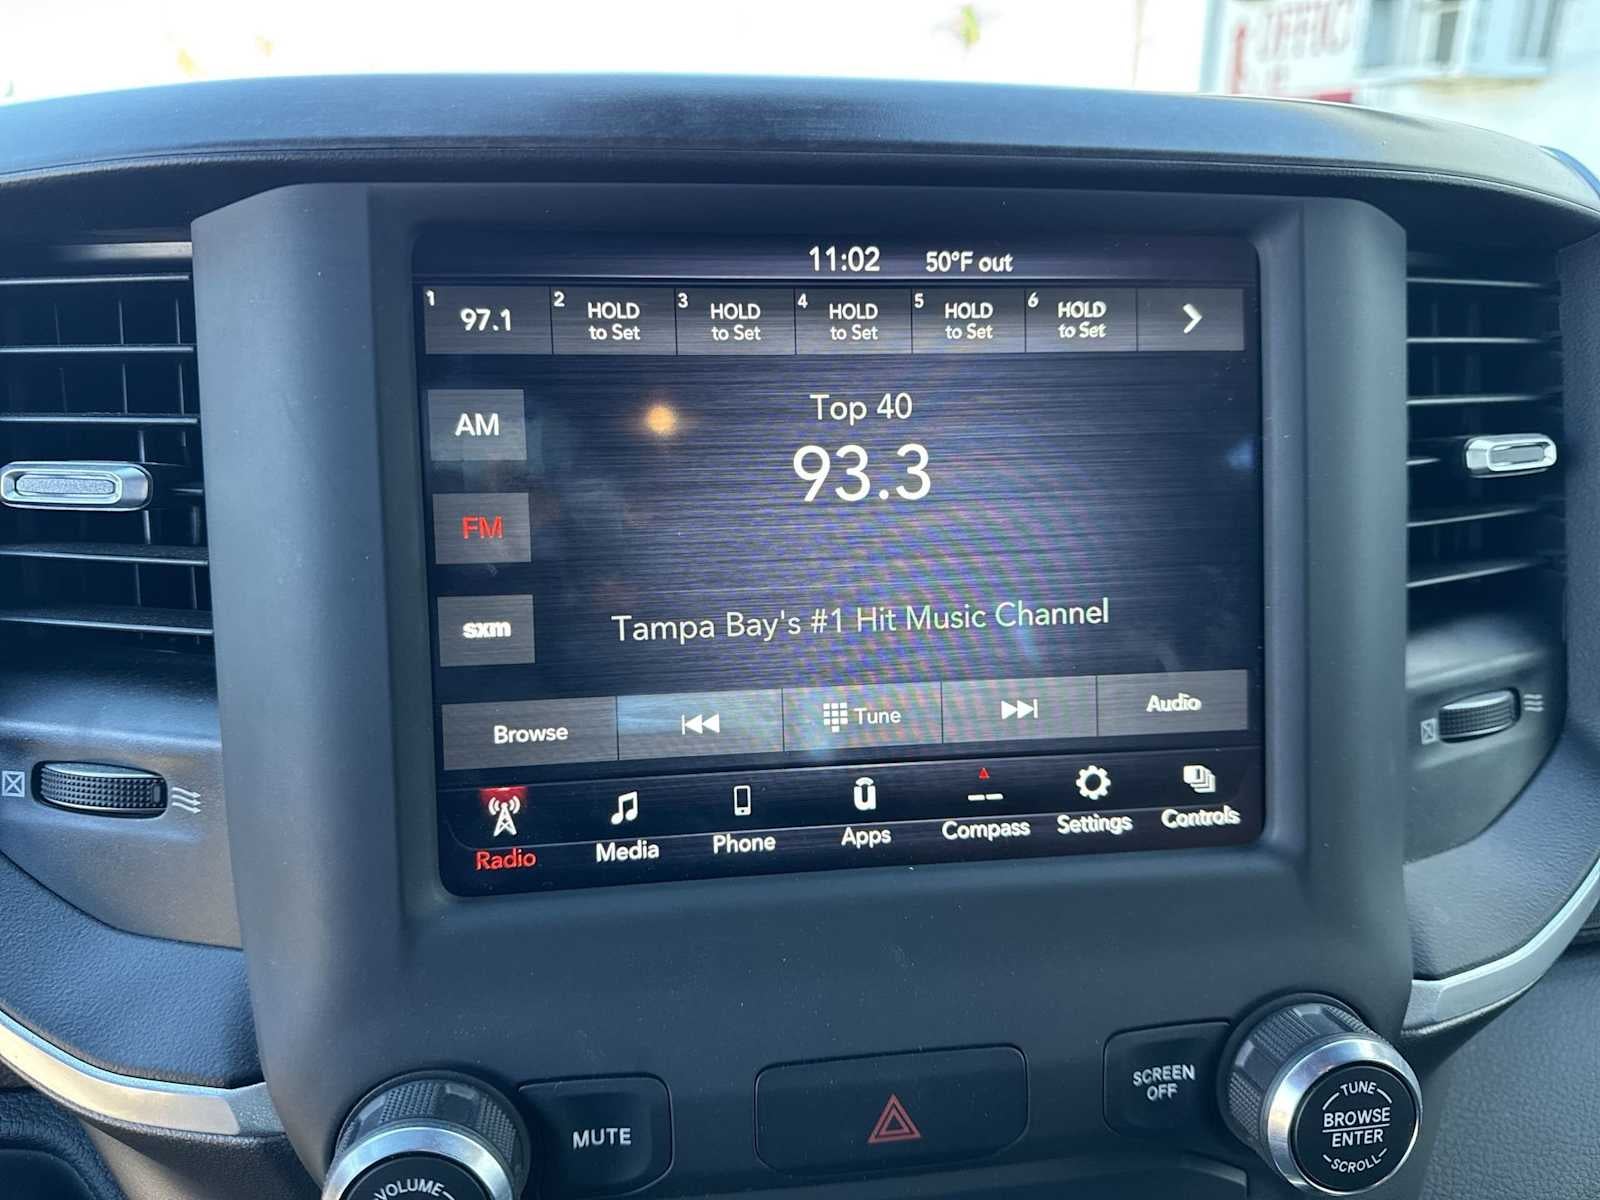 11:02 50°F out
1 97.1
2 HOLD
to Set
3 HOLD
to Set
4 HOLD
to Set
5 HOLD
to Set
6 HOLD
to Set
AM
FM
sxm
Top 40
93.3
Tampa Bay's #1 Hit Music Channel
Browse
Tune
Audio
Radio
Media
Phone
Apps
Compass
Settings
Controls
VOLUME
MUTE
SCREEN
OFF
TUNE
BROWSE
ENTER
SCROLL